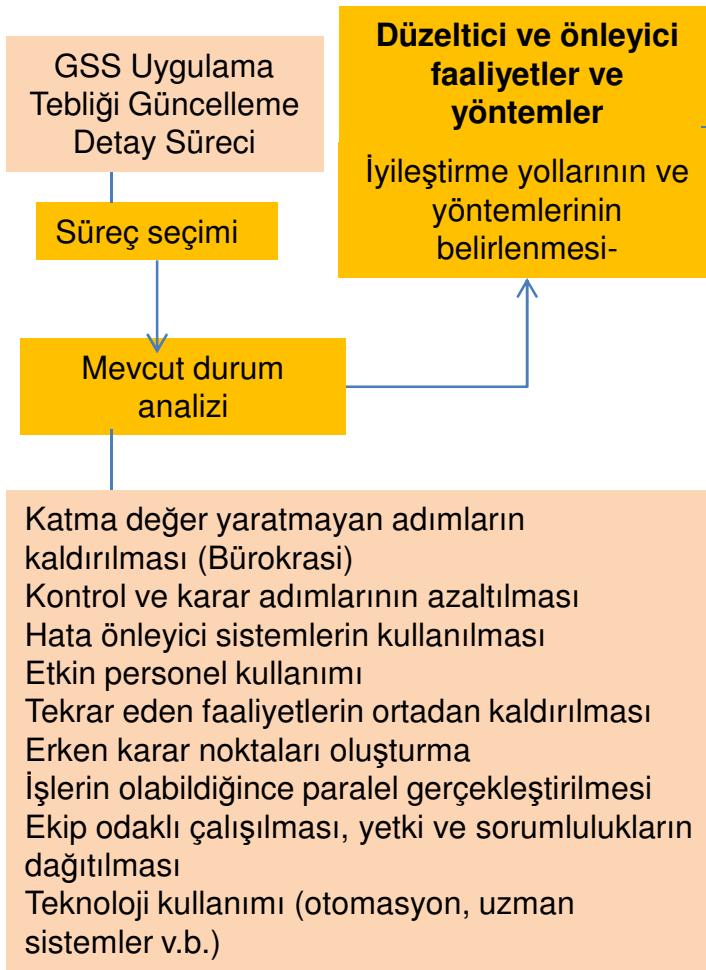 GSS Uygulama
Tebliği Güncelleme
Detay Süreci
Süreç seçimi
Mevcut durum
analizi
Düzeltici ve önleyici
faaliyetler ve
yöntemler
İyileştirme yollarının ve
yöntemlerinin
belirlenmesi-
Katma değer yaratmayan adımların
kaldırılması (Bürokrasi)
Kontrol ve karar adımlarının azaltılması
Hata önleyici sistemlerin kullanılması
Etkin personel kullanımı
Tekrar eden faaliyetlerin ortadan kaldırılması
Erken karar noktaları oluşturma
İşlerin olabildiğince paralel gerçekleştirilmesi
Ekip odaklı çalışılması, yetki ve sorumlulukların
dağıtılması
Teknoloji kullanımı (otomasyon, uzman
sistemler v.b.)